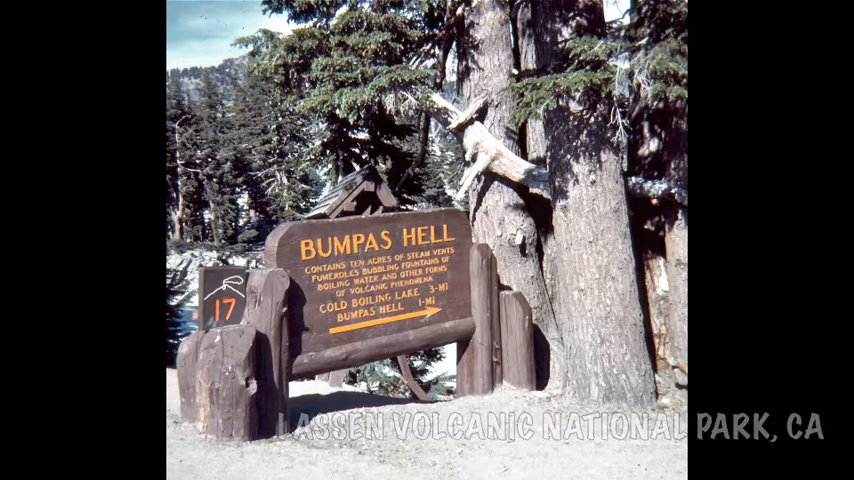 BUMPAS HELL
CONTAINS TEN ACRES OF STEAM VENTS
FUMEROLES BUBBLING FOUNTAINS OF
BOILING WATER AND OTHER FORMS
OF VOLCANIC PHENOMENA
COLD BOILING LAKE 3-MI
BUMPAS HELL 1-MI
17
LASSEN VOLCANIC NATIONAL PARK, CA